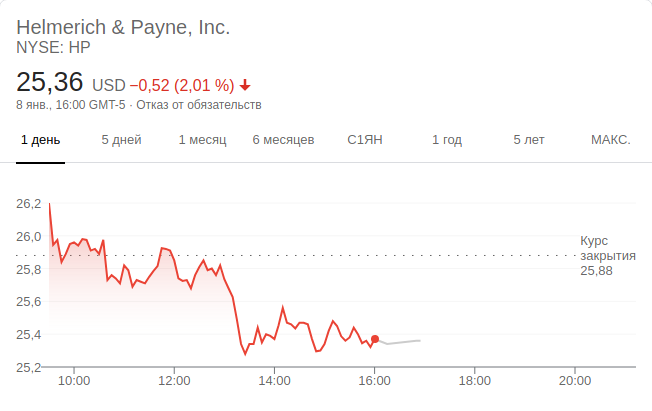 Helmerich & Payne, Inc.
NYSE: HP
25,36 USD −0,52 (2,01 %)
8 янв., 16:00 GMT-5 · Отказ от обязательств
1 день 5 дней 1 месяц 6 месяцев С1ЯН 1 год 5 лет МАКС.
26,2
26,0
25,8
25,6
25,4
25,2
Курс
закрытия
25,88
10:00 12:00 14:00 16:00 18:00 20:00